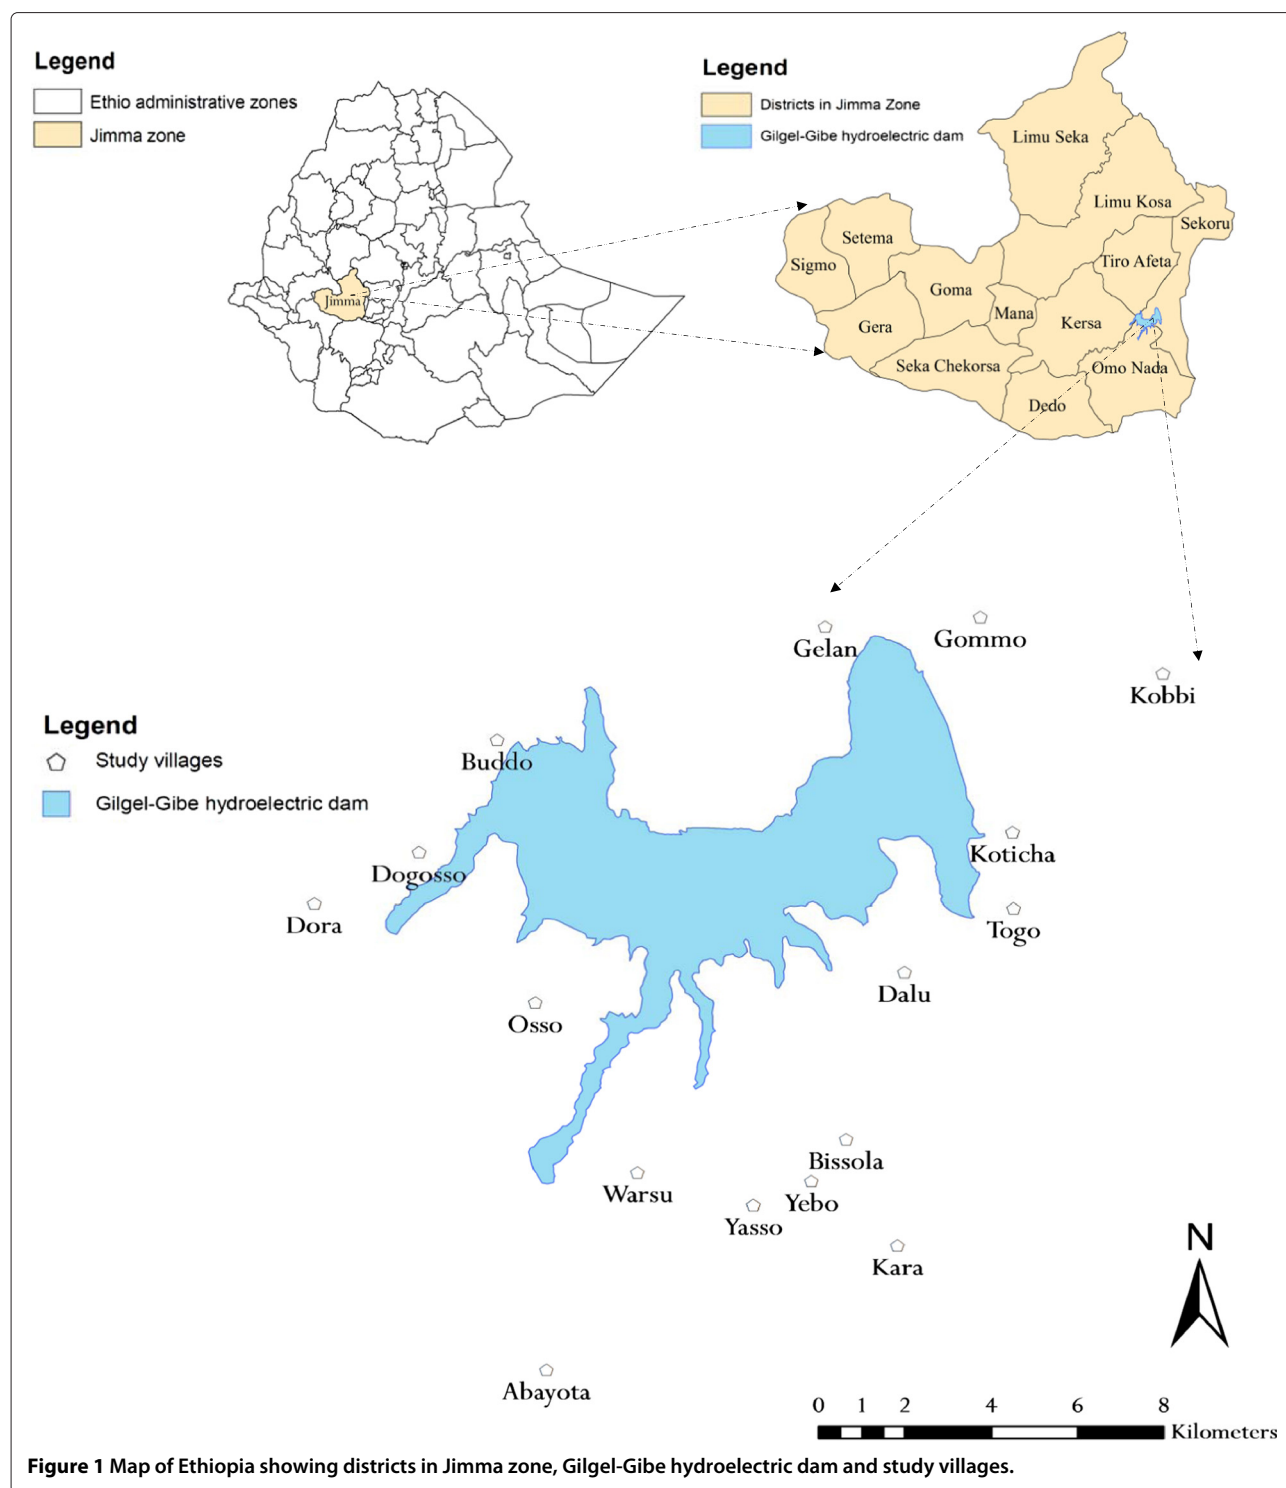 Legend
Ethio administrative zones
Jimma zone
Jimma
Legend
Districts in Jimma Zone
Gilgel-Gibe hydroelectric dam
Limu Seka
Limu Kosa
Sekoru
Setema
Sigmo
Tiro Afeta
Goma
Mana
Kersa
Gera
Seka Chekorsa
Omo Nada
Dedo
Gelan
Gommo
Kobbi
Legend
Study villages
Gilgel-Gibe hydroelectric dam
Buddo
Dogosso
Dora
Koticha
Togo
Dalu
Osso
Bissola
Warsu
Yebo
Yasso
Kara
Abayota
N
0 1 2 4 6 8
Kilometers
Figure 1 Map of Ethiopia showing districts in Jimma zone, Gilgel-Gibe hydroelectric dam and study villages.